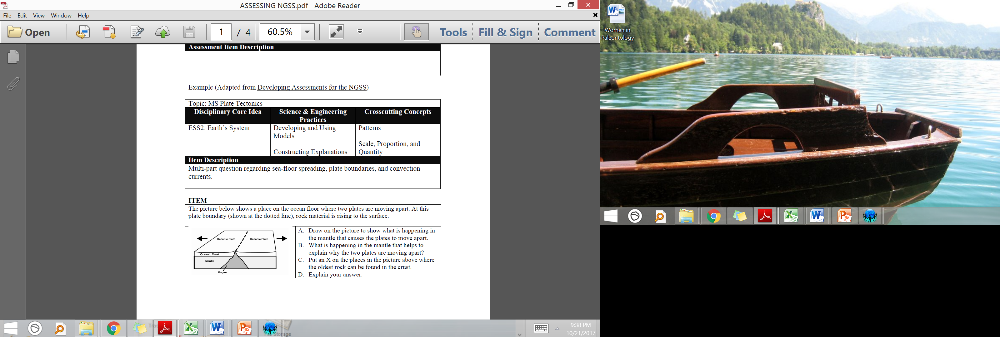 ASSESSING NGSS.pdf - Adobe Reader
File Edit View Window Help
Open 1 / 4 60.5% Tools Fill & Sign Comment
Assessment Item Description
Example (Adapted from Developing Assessments for the NGSS)
Topic: MS Plate Tectonics
Disciplinary Core Idea
Science & Engineering
Practices
Crosscutting Concepts
ESS2: Earth's System
Developing and Using
Models
Constructing Explanations
Patterns
Scale, Proportion, and
Quantity
Item Description
Multi-part question regarding sea-floor spreading, plate boundaries, and convection
currents.
ITEM
The picture below shows a place on the ocean floor where two plates are moving apart. At this
plate boundary (shown at the dotted line), rock material is rising to the surface.
Oceanic Plate Oceanic Plate
Oceanic Crust
Mantle
Magma
A. Draw on the picture to show what is happening in
the mantle that causes the plates to move apart.
B. What is happening in the mantle that helps to
explain why the two plates are moving apart?
C. Put an X on the places in the picture above where
the oldest rock can be found in the crust.
D. Explain your answer.
Storage
9:38 PM
10/21/2017
Women in
Paleontology